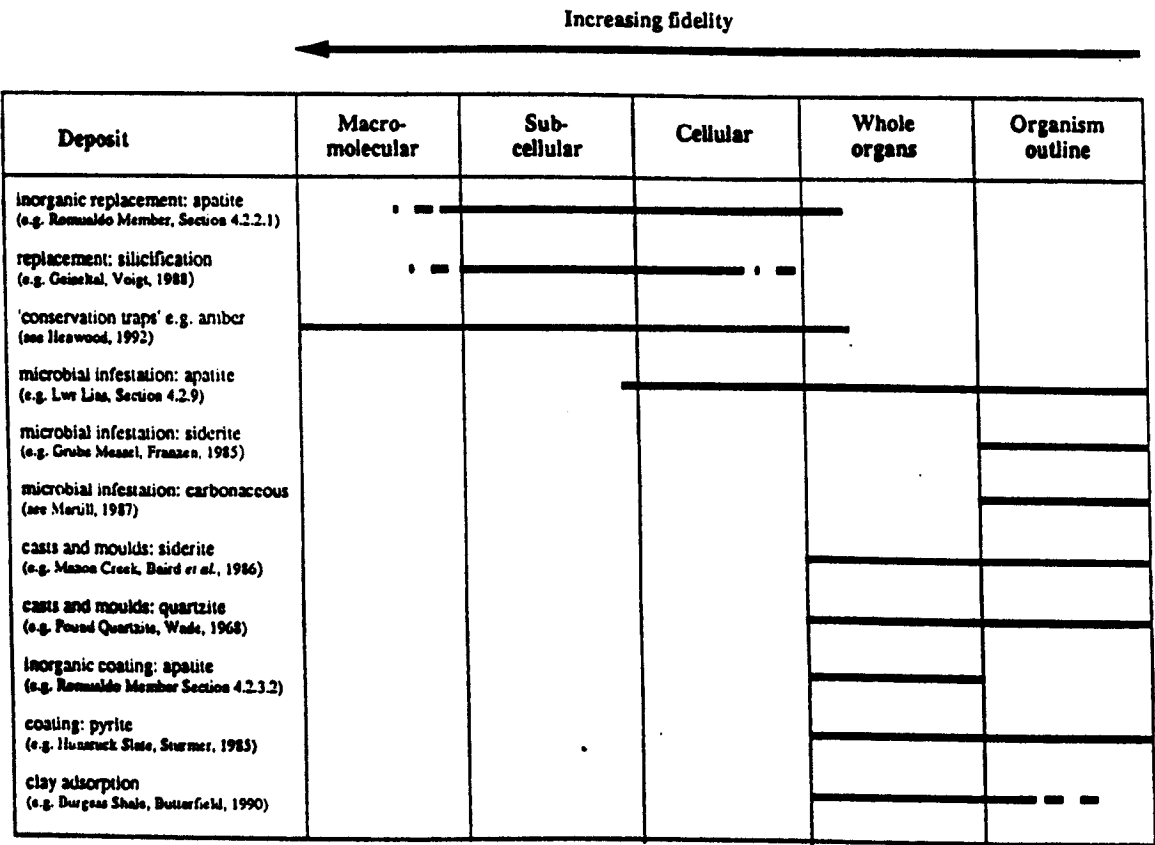 Increasing fidelity
Deposit
Macro-
molecular
Sub-
cellular
Cellular
Whole
organs
Organism
outline
inorganic replacement: apatite
(e.g. Romualdo Member, Section 4.2.2.1)
replacement: silicification
(e.g. Geiseltal, Voigt, 1988)
'conservation traps' e.g. amber
(see Henwood, 1992)
microbial infestation: apatite
(e.g. Lwr Lias, Section 4.2.9)
microbial infestation: siderite
(e.g. Grube Messel, Franzen, 1985)
microbial infestation: carbonaceous
(see Martill, 1987)
casts and moulds: siderite
(e.g. Mazon Creek, Baird et al., 1986)
casts and moulds: quartzite
(e.g. Pound Quartzite, Wade, 1968)
inorganic coating: apatite
(e.g. Romualdo Member Section 4.2.3.2)
coating: pyrite
(e.g. Hunsruck Slate, Sturmer, 1985)
clay adsorption
(e.g. Burgess Shale, Butterfield, 1990)